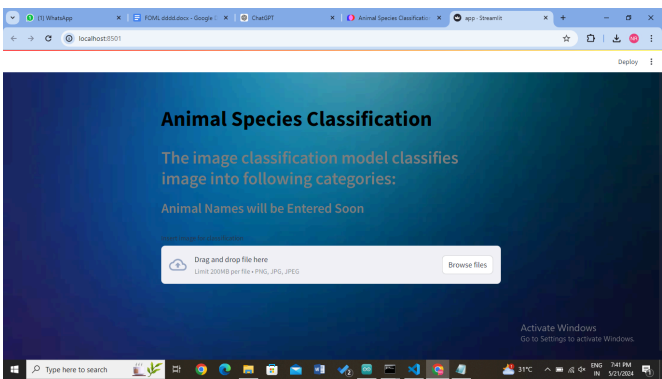 (1) WhatsApp
FOML dddd.docx - Google
ChatGPT
Animal Species Classificatio
app · Streamlit
localhost:8501
Deploy
Animal Species Classification
The image classification model classifies
image into following categories:
Animal Names will be Entered Soon
Drag and drop file here
Limit 200MB per file • PNG, JPG, JPEG
Browse files
Activate Windows
Go to Settings to activate Windows.
Type here to search
31°C
ENG
IN
7:41 PM
5/21/2024